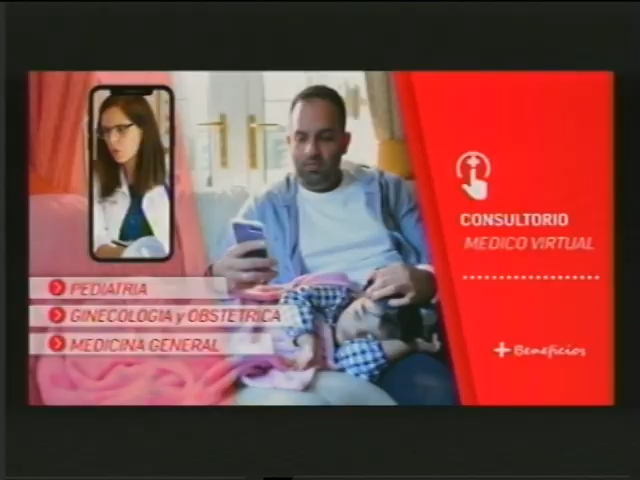 PEDIATRIA
GINECOLOGIA y OBSTETRICA
MEDICINA GENERAL
CONSULTORIO
MEDICO VIRTUAL
+ Beneficios